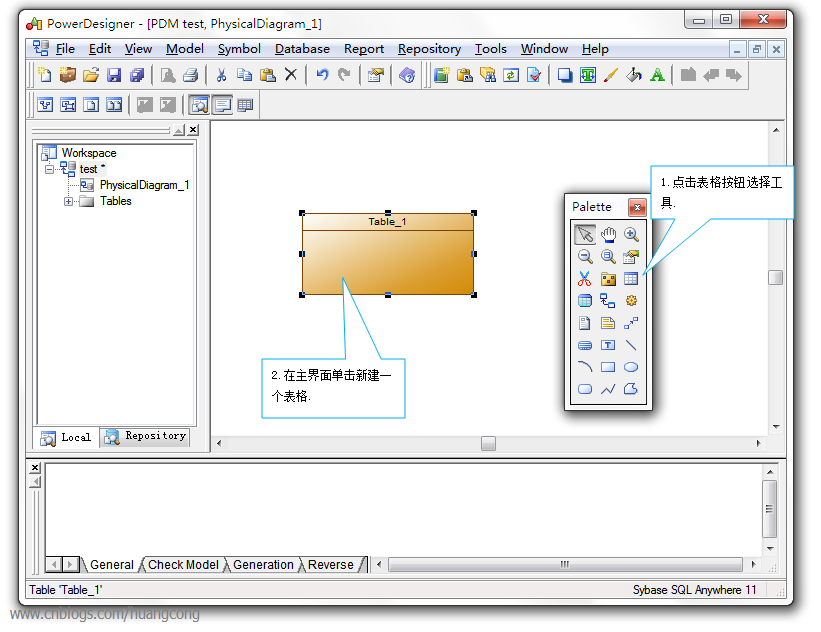 PowerDesigner - [PDM test, PhysicalDiagram_1]
File Edit View Model Symbol Database Report Repository Tools Window Help
Workspace
test *
PhysicalDiagram_1
Tables
Table_1
Palette
1.点击表格按钮选择工
具.
2.在主界面单击新建一
个表格.
Local Repository
General Check Model Generation Reverse
Table 'Table_1' Sybase SQL Anywhere 11
www.cnblogs.com/huangcong